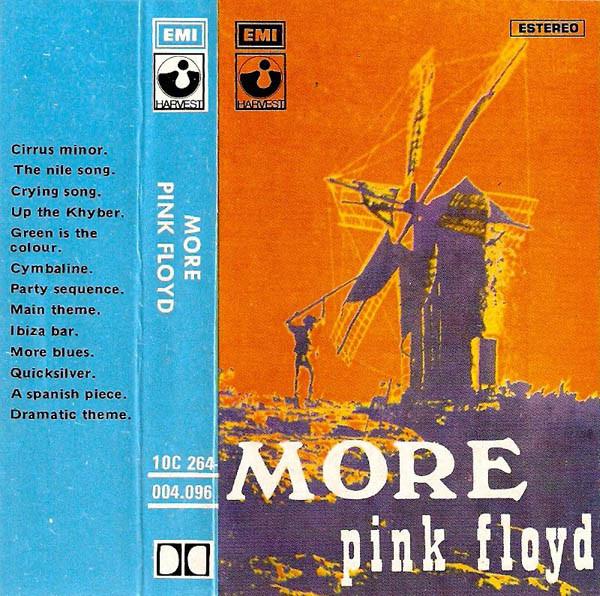 Cirrus minor.
The nile song.
Crying song.
Up the Khyber.
Green is the
colour.
Cymbaline.
Party sequence.
Main theme.
Ibiza bar.
More blues.
Quicksilver.
A spanish piece.
Dramatic theme.
EMI
HARVEST
MORE
PINK FLOYD
10C 264
004.096
EMI
HARVEST
ESTEREO
MORE
pink floyd